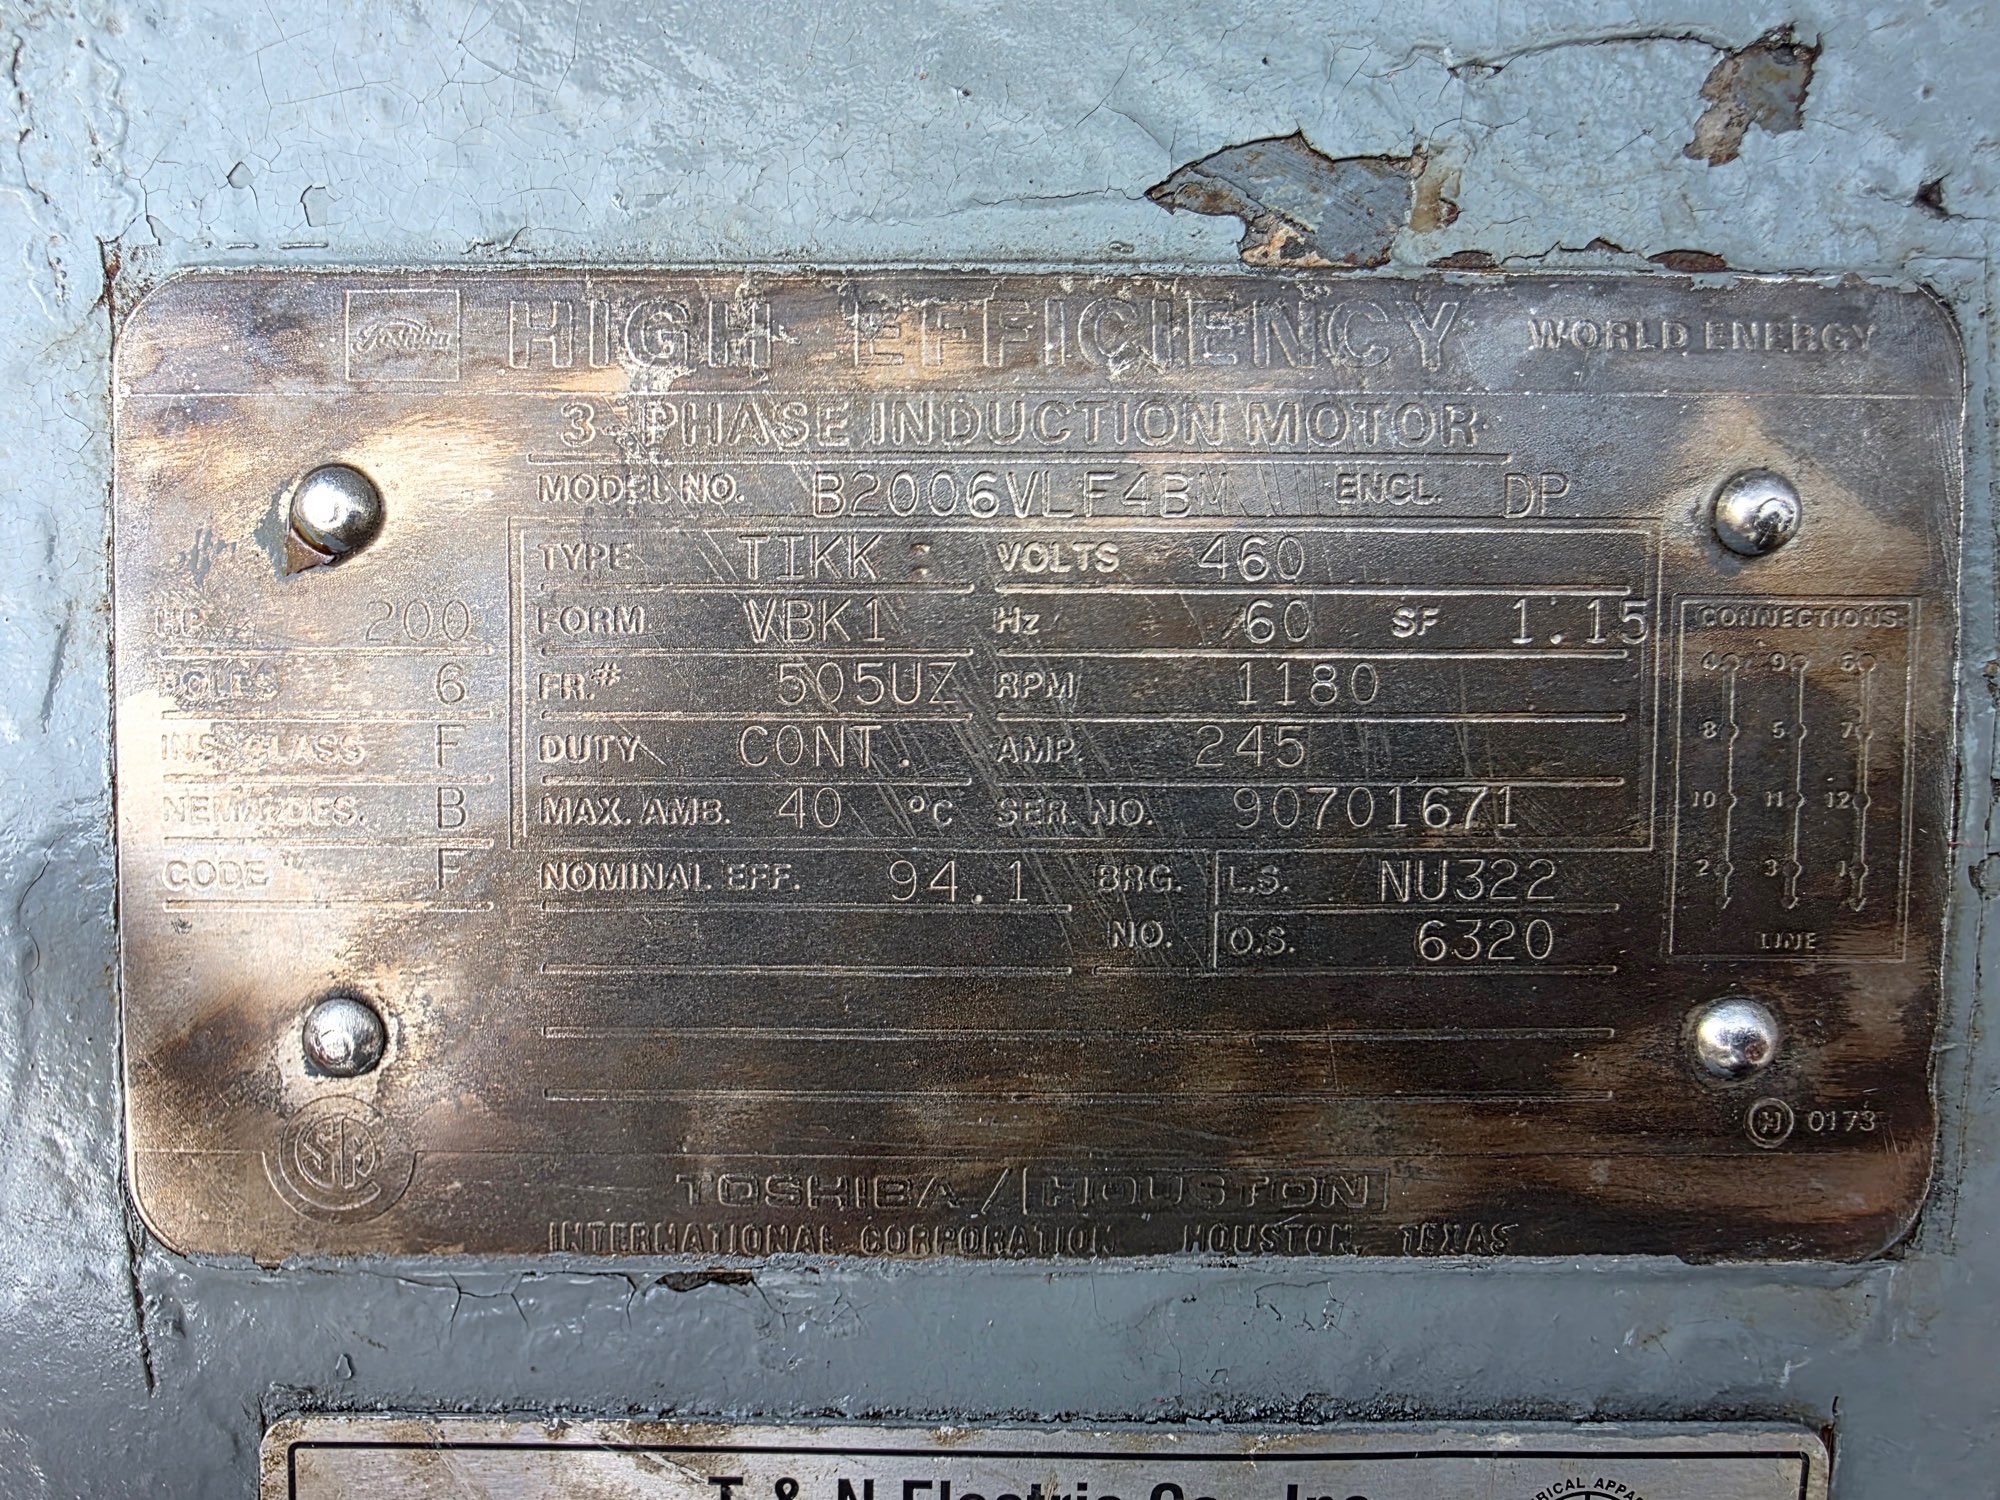 Toshiba HIGH EFFICIENCY WORLD ENERGY
3-PHASE INDUCTION MOTOR
MODEL NO. B2006VLF4BM ENCL. DP
TYPE TIKK VOLTS 460
HP 200 FORM VBK1 Hz 60 SF 1.15
POLES 6 FR.# 505UZ RPM 1180
INS. CLASS F DUTY CONT. AMP. 245
NEMA DES. B MAX. AMB. 40 °C SER. NO. 90701671
CODE F NOMINAL EFF. 94.1 BRG. L.S. NU322
NO. O.S. 6320
CONNECTIONS
4 9 6
8 5 7
10 11 12
2 3 1
LINE
H 0173
SA
TOSHIBA/HOUSTON
INTERNATIONAL CORPORATION HOUSTON, TEXAS
T & N Electric Co., Inc.